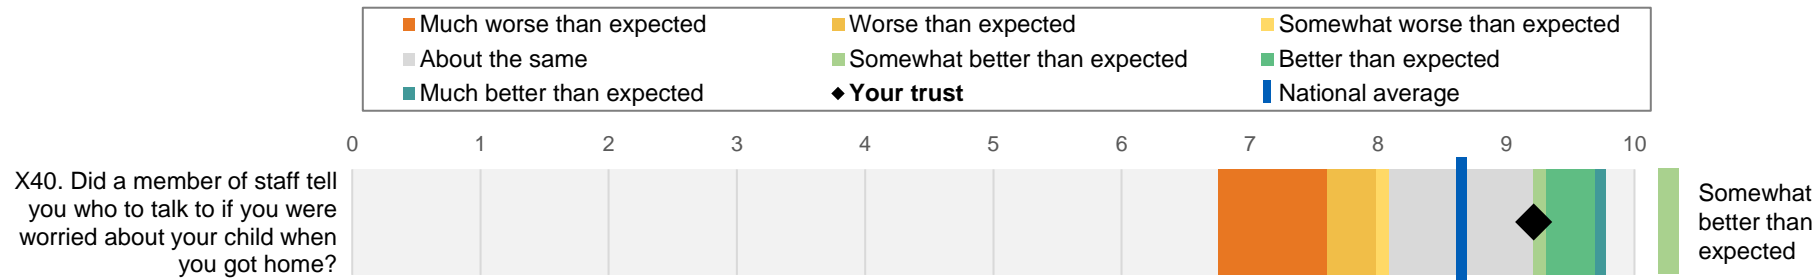 Much worse than expected
Worse than expected
Somewhat worse than expected
About the same
Somewhat better than expected
Better than expected
Much better than expected
Your trust
National average
0 1 2 3 4 5 6 7 8 9 10
X40. Did a member of staff tell
you who to talk to if you were
worried about your child when
you got home?
Somewhat
better than
expected